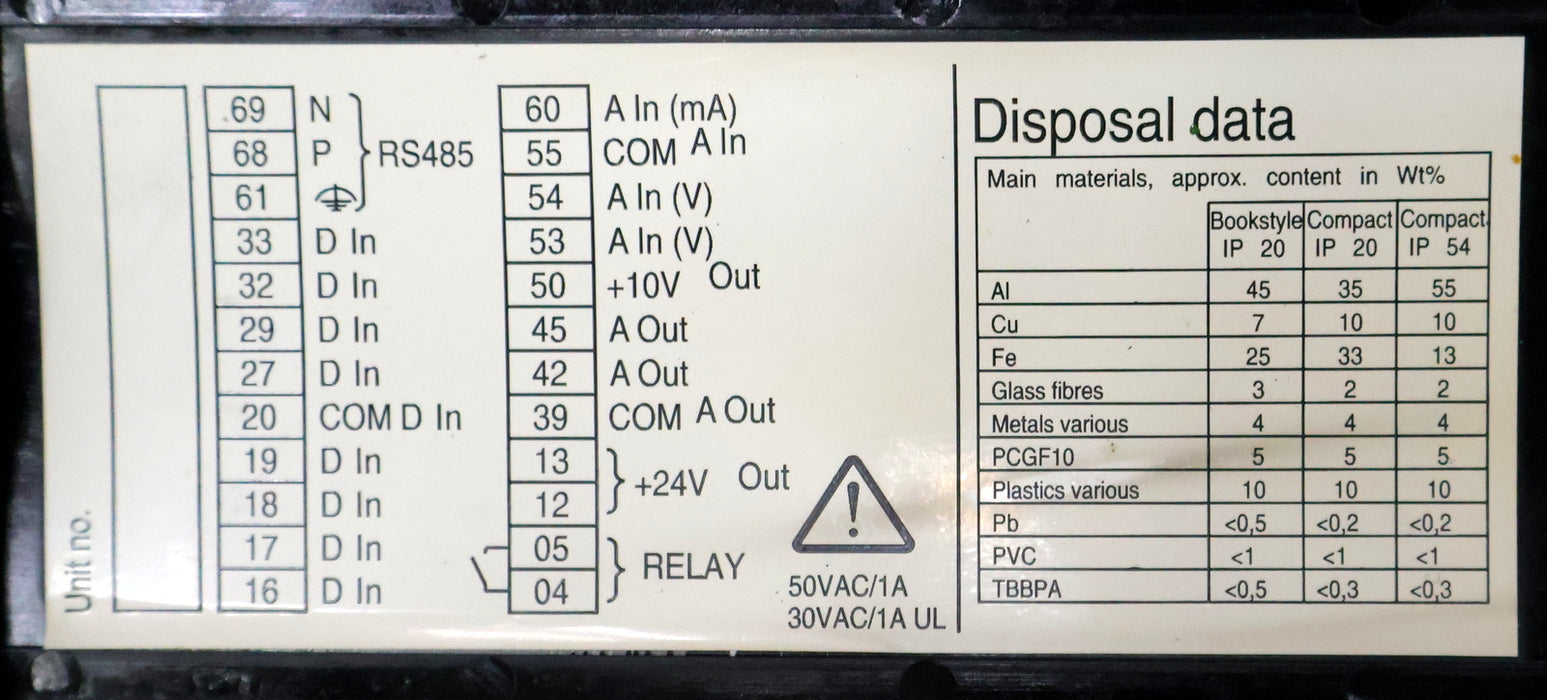 Unit no.
69 N
68 P RS485
61
33 D In
32 D In
29 D In
27 D In
20 COM D In
19 D In
18 D In
17 D In
16 D In
60 A In (mA)
55 COM A In
54 A In (V)
53 A In (V)
50 +10V Out
45 A Out
42 A Out
39 COM A Out
13
+24V Out
12
05
RELAY
04
50VAC/1A
30VAC/1A UL
Disposal data
Main materials, approx. content in Wt%
Bookstyle Compact Compact
IP 20 IP 20 IP 54
Al 45 35 55
Cu 7 10 10
Fe 25 33 13
Glass fibres 3 2 2
Metals various 4 4 4
PCGF10 5 5 5
Plastics various 10 10 10
Pb <0,5 <0,2 <0,2
PVC <1 <1 <1
TBBPA <0,5 <0,3 <0,3